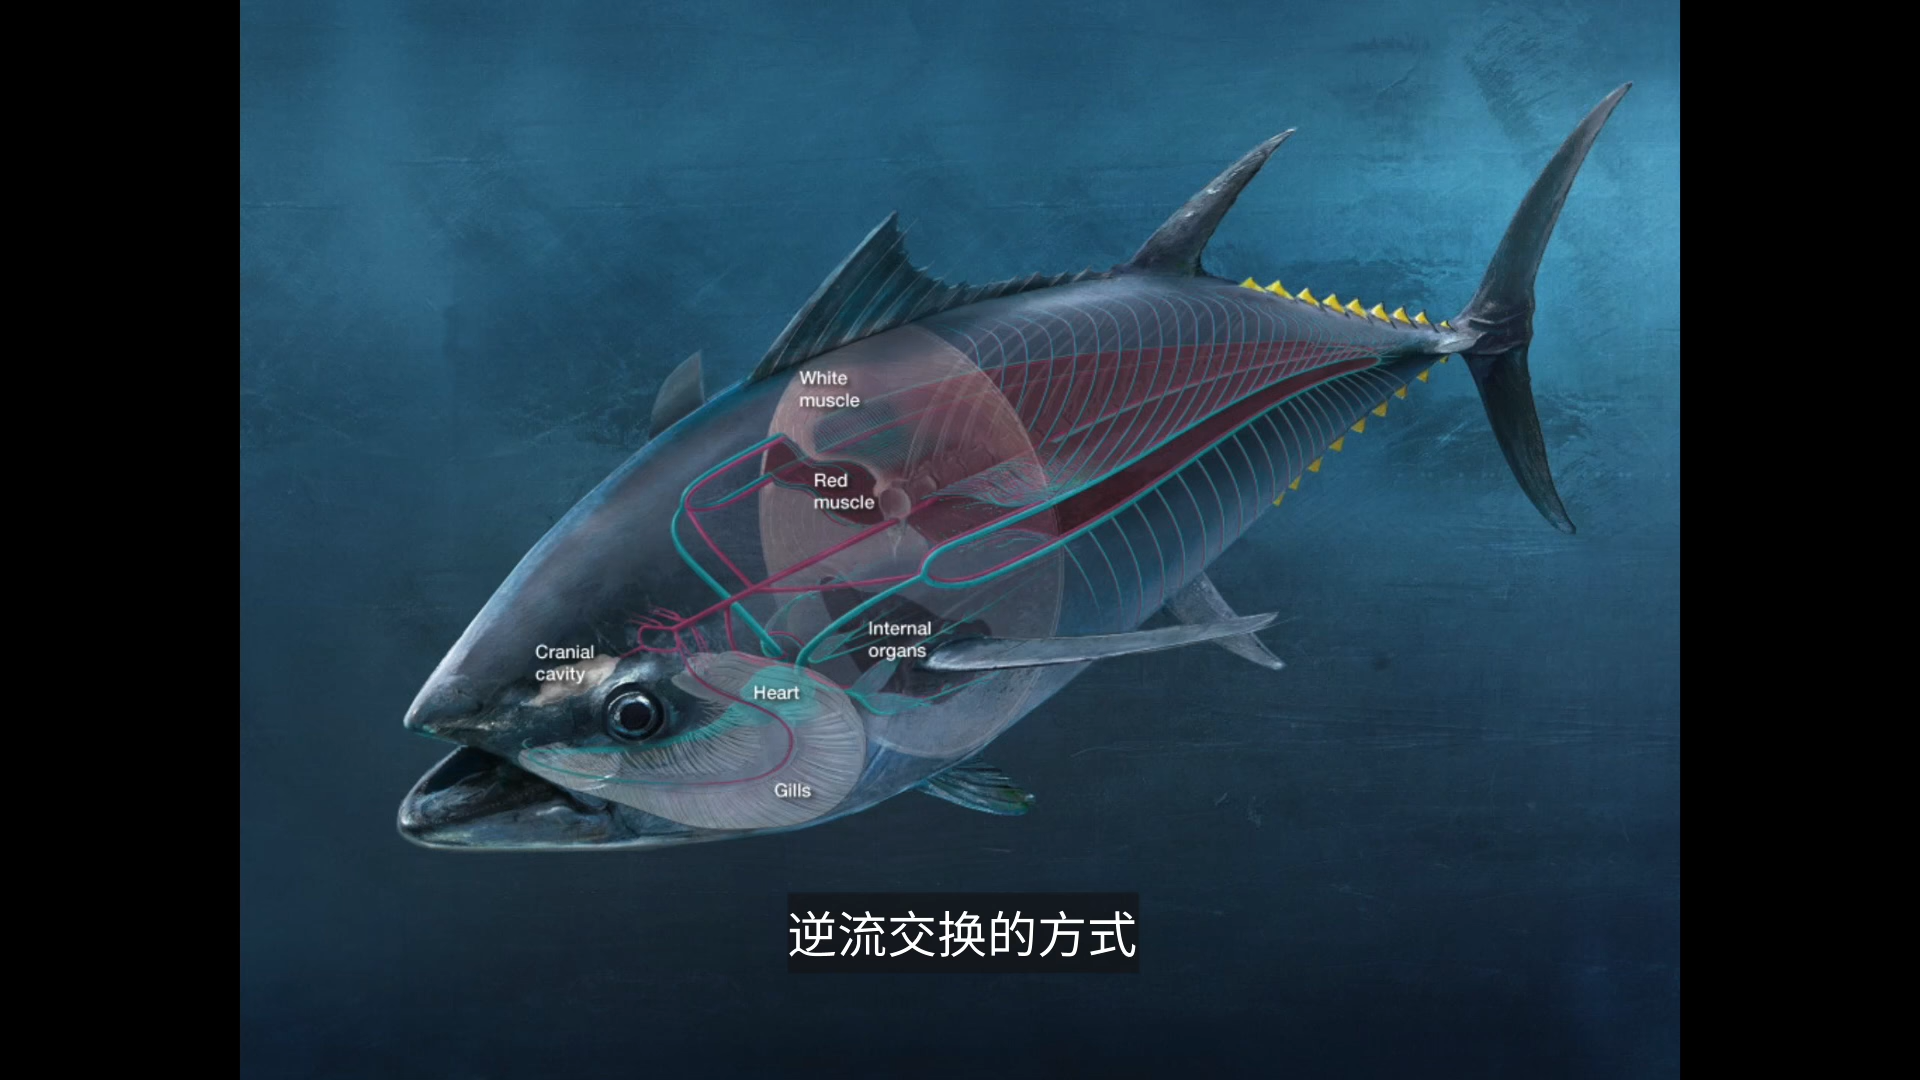 White
muscle
Red
muscle
Internal
organs
Cranial
cavity
Heart
Gills
逆流交换的方式